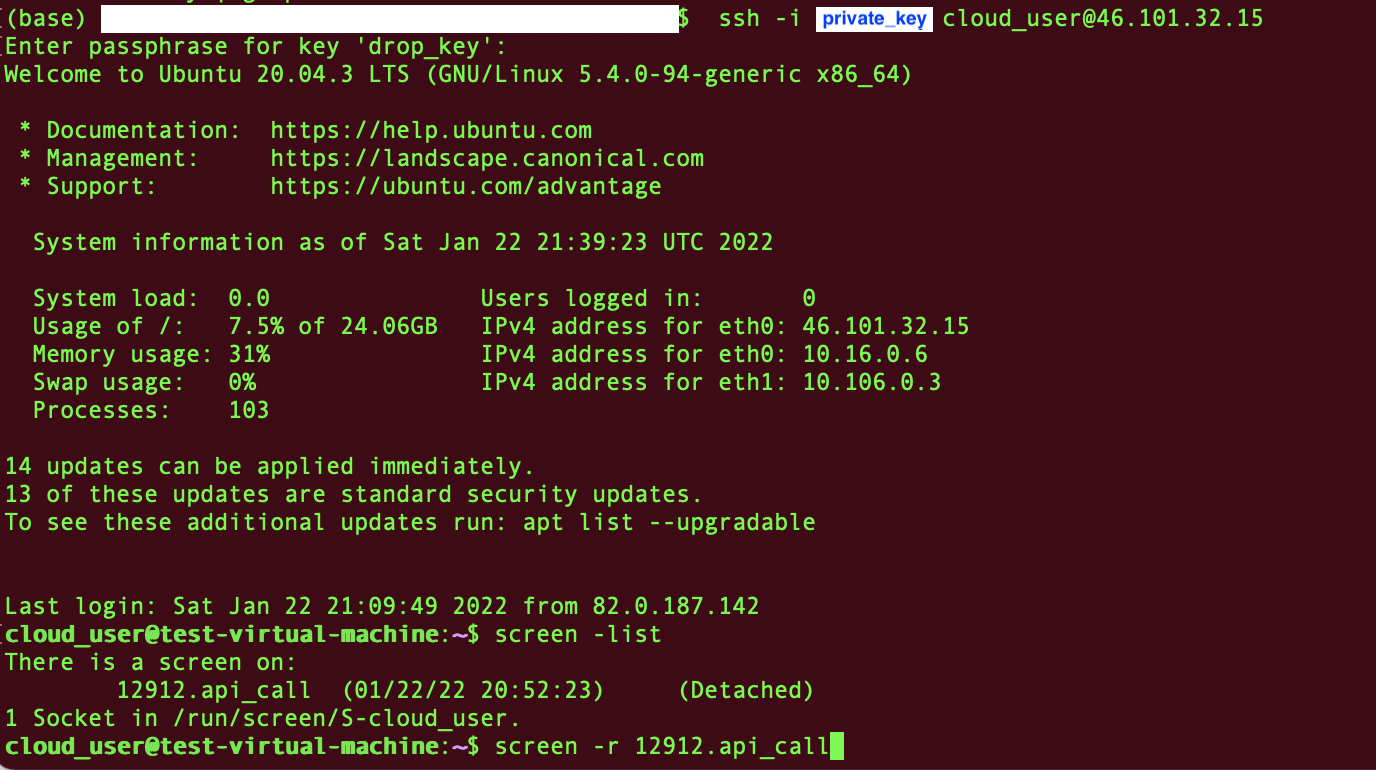 (base) $ ssh -i private_key cloud_user@46.101.32.15
Enter passphrase for key 'drop_key':
Welcome to Ubuntu 20.04.3 LTS (GNU/Linux 5.4.0-94-generic x86_64)
* Documentation: https://help.ubuntu.com
* Management: https://landscape.canonical.com
* Support: https://ubuntu.com/advantage
System information as of Sat Jan 22 21:39:23 UTC 2022
System load: 0.0 Users logged in: 0
Usage of /: 7.5% of 24.06GB IPv4 address for eth0: 46.101.32.15
Memory usage: 31% IPv4 address for eth0: 10.16.0.6
Swap usage: 0% IPv4 address for eth1: 10.106.0.3
Processes: 103
14 updates can be applied immediately.
13 of these updates are standard security updates.
To see these additional updates run: apt list --upgradable
Last login: Sat Jan 22 21:09:49 2022 from 82.0.187.142
cloud_user@test-virtual-machine:~$ screen -list
There is a screen on:
12912.api_call (01/22/22 20:52:23) (Detached)
1 Socket in /run/screen/S-cloud_user.
cloud_user@test-virtual-machine:~$ screen -r 12912.api_call